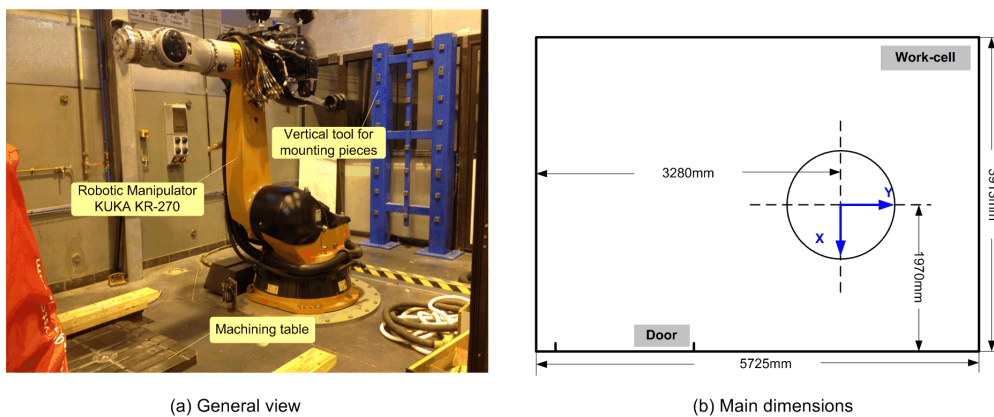 Vertical tool for
mounting pieces
Robotic Manipulator
KUKA KR-270
Machining table
(a) General view
Work-cell
3280mm
Y
X
1970mm
Door
5725mm
(b) Main dimensions